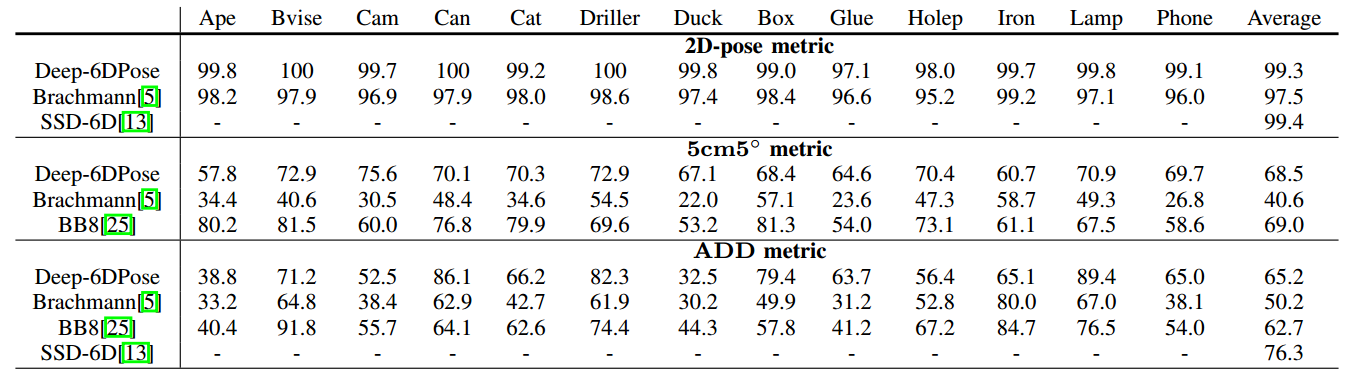 Ape Bvise Cam Can Cat Driller Duck Box Glue Holep Iron Lamp Phone Average
2D-pose metric
Deep-6DPose 99.8 100 99.7 100 99.2 100 99.8 99.0 97.1 98.0 99.7 99.8 99.1 99.3
Brachmann[5] 98.2 97.9 96.9 97.9 98.0 98.6 97.4 98.4 96.6 95.2 99.2 97.1 96.0 97.5
SSD-6D[13] - - - - - - - - - - - - - 99.4
5cm5° metric
Deep-6DPose 57.8 72.9 75.6 70.1 70.3 72.9 67.1 68.4 64.6 70.4 60.7 70.9 69.7 68.5
Brachmann[5] 34.4 40.6 30.5 48.4 34.6 54.5 22.0 57.1 23.6 47.3 58.7 49.3 26.8 40.6
BB8[25] 80.2 81.5 60.0 76.8 79.9 69.6 53.2 81.3 54.0 73.1 61.1 67.5 58.6 69.0
ADD metric
Deep-6DPose 38.8 71.2 52.5 86.1 66.2 82.3 32.5 79.4 63.7 56.4 65.1 89.4 65.0 65.2
Brachmann[5] 33.2 64.8 38.4 62.9 42.7 61.9 30.2 49.9 31.2 52.8 80.0 67.0 38.1 50.2
BB8[25] 40.4 91.8 55.7 64.1 62.6 74.4 44.3 57.8 41.2 67.2 84.7 76.5 54.0 62.7
SSD-6D[13] - - - - - - - - - - - - - 76.3